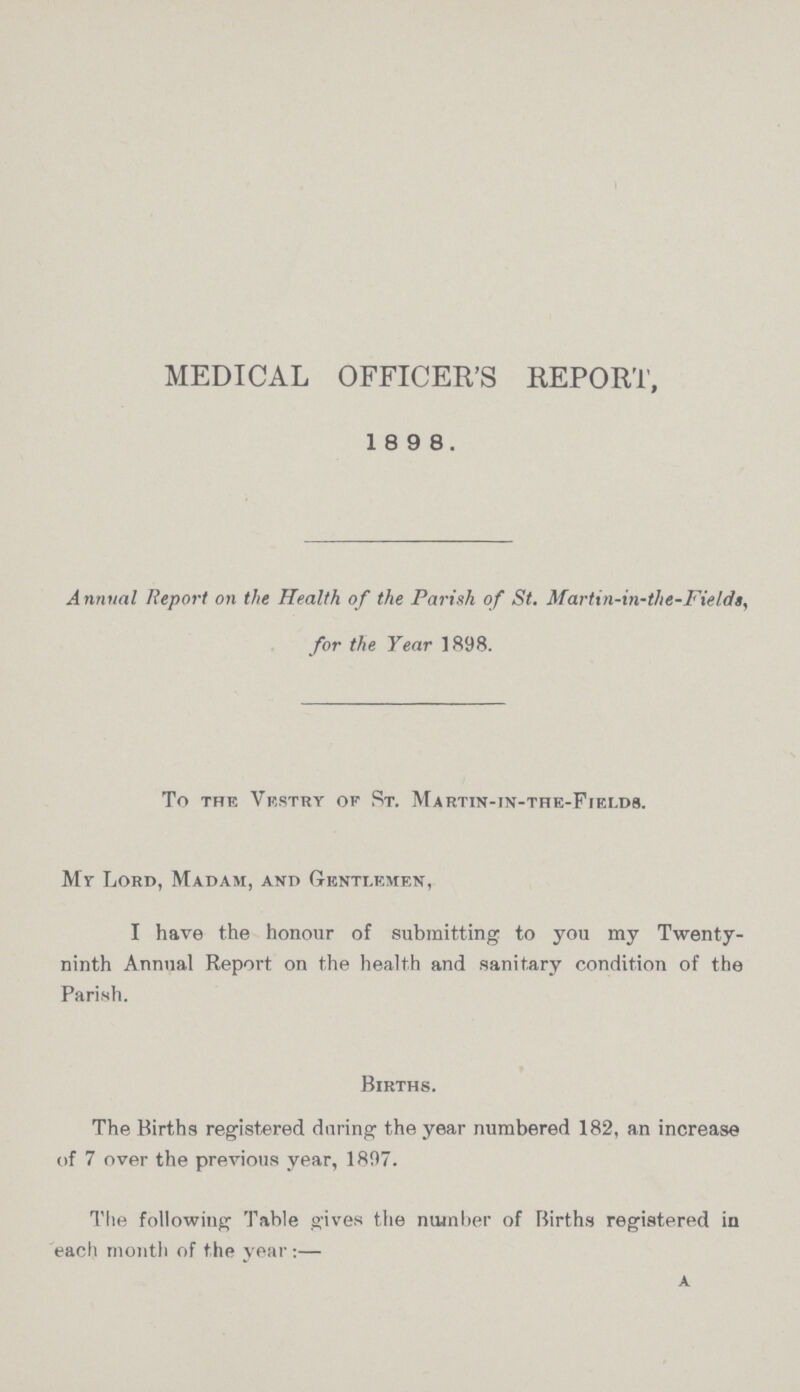 MEDICAL OFFICER'S REPORT,
1898.
Annual Report on the Health of the Parish of St. Martin-in-the-Fields,
for the Year 1898.
To the Vestry of St. Martin-in-the-Fields.
My Lord, Madam, and Gentlemen,
I have the honour of submitting to you my Twenty-
ninth Annual Report on the health and sanitary condition of the
Parish.
Births.
The Births registered during the year numbered 182, an increase
of 7 over the previous year, 1897.
The following Table gives the number of Births registered in
each month of the year:—
A